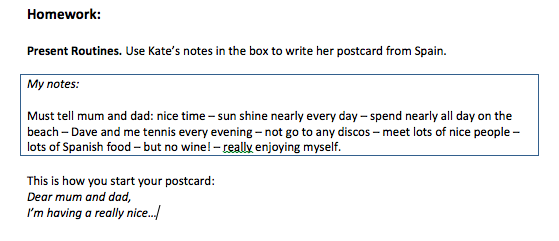 Homework:
Present Routines. Use Kate's notes in the box to write her postcard from Spain.
My notes:
Must tell mum and dad: nice time – sun shine nearly every day – spend nearly all day on the
beach – Dave and me tennis every evening – not go to any discos – meet lots of nice people –
lots of Spanish food – but no wine! – really enjoying myself.
This is how you start your postcard:
Dear mum and dad,
I'm having a really nice…/